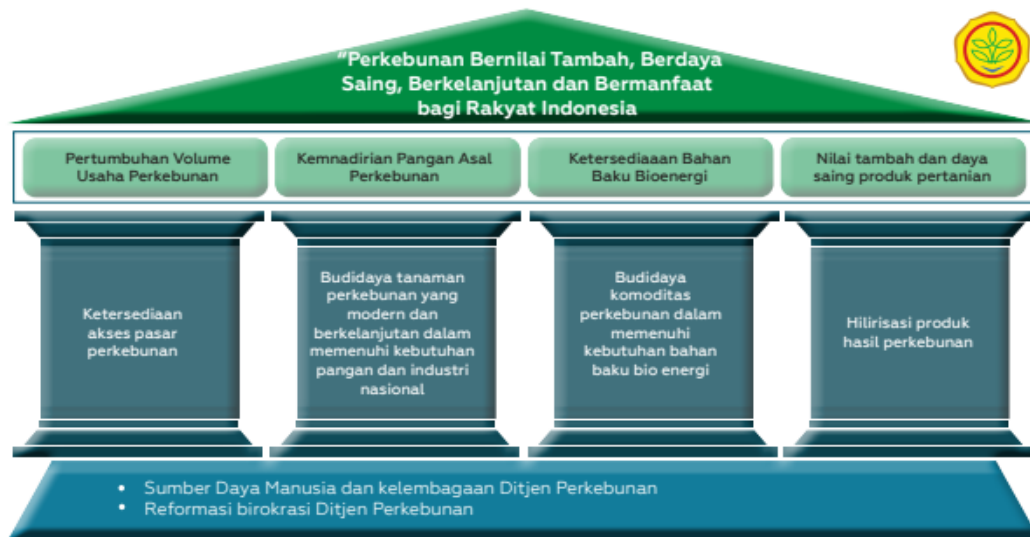 “Perkebunan Bernilai Tambah, Berdaya
Saing, Berkelanjutan dan Bermanfaat
bagi Rakyat Indonesia
Pertumbuhan Volume
Usaha Perkebunan
Kemnadirian Pangan Asal
Perkebunan
Ketersediaaan Bahan
Baku Bioenergi
Nilai tambah dan daya
saing produk pertanian
Ketersediaan
akses pasar
perkebunan
Budidaya tanaman
perkebunan yang
modern dan
berkelanjutan dalam
memenuhi kebutuhan
pangan dan industri
nasional
Budidaya
komoditas
perkebunan dalam
memenuhi
kebutuhan bahan
baku bio energi
Hilirisasi produk
hasil perkebunan
• Sumber Daya Manusia dan kelembagaan Ditjen Perkebunan
• Reformasi birokrasi Ditjen Perkebunan